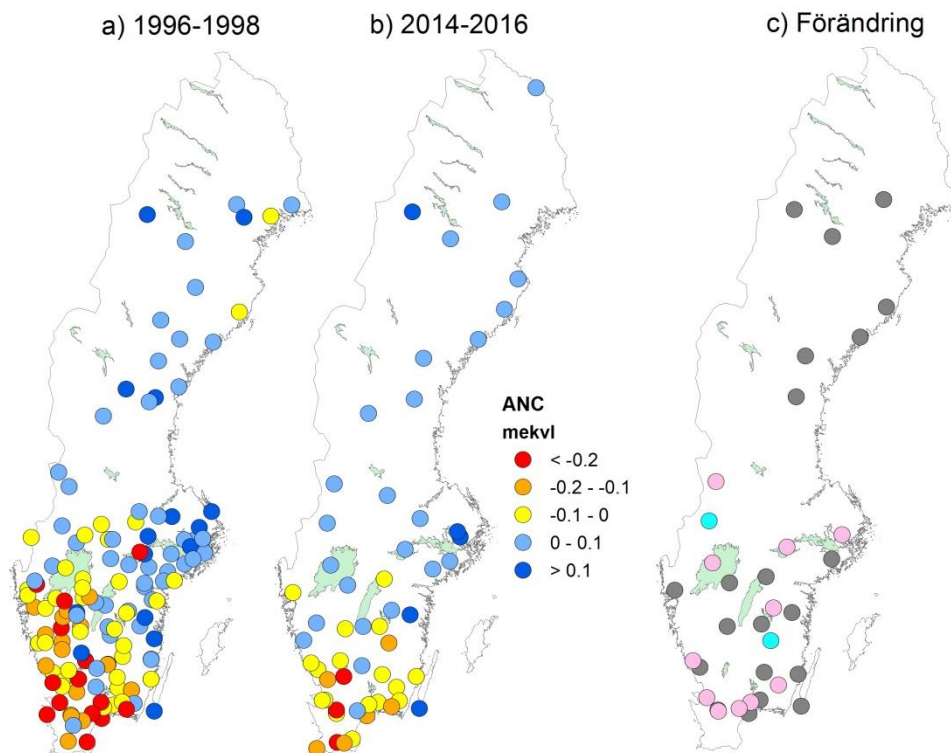 a) 1996-1998
b) 2014-2016
c) Förändring
ANC
mekvl
< -0.2
-0.2 - -0.1
-0.1 - 0
0 - 0.1
> 0.1